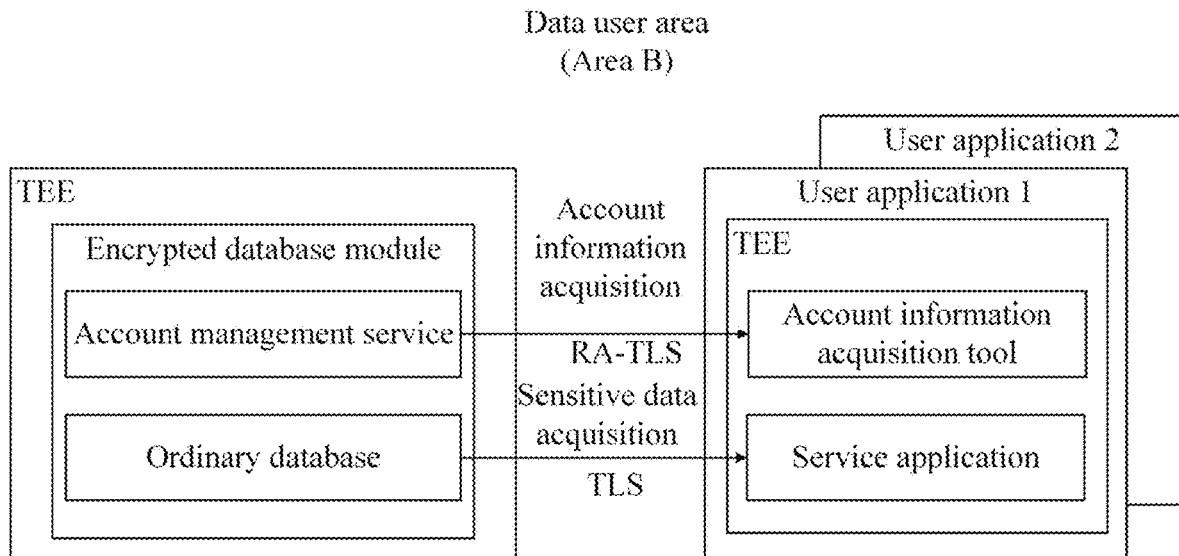 Data user area
(Area B)
User application 2
TEE
User application 1
Encrypted database module
Account
information
acquisition
TEE
Account management service
Account information
acquisition tool
RA-TLS
Sensitive data
acquisition
Ordinary database
Service application
TLS